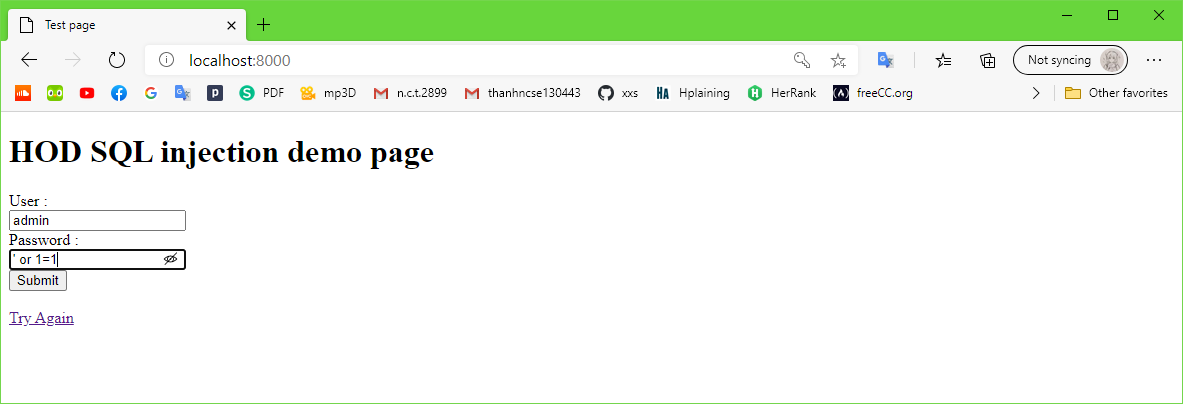 Test page
localhost:8000
Not syncing
PDF
mp3D
n.c.t.2899
thanhncse130443
xxs
HA Hplaining
HerRank
freeCC.org
Other favorites
HOD SQL injection demo page
User :
admin
Password :
' or 1=1
Submit
Try Again